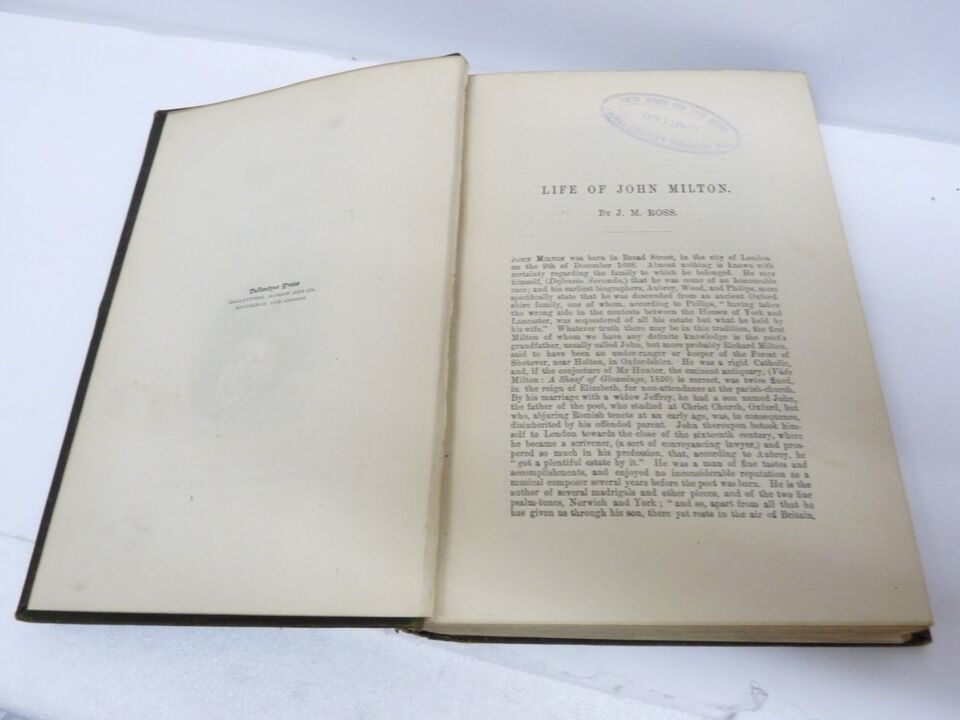 Ballantyne Press
BALLANTYNE, HANSON AND CO.
EDINBURGH AND LONDON
LIMITED
LIFE OF JOHN MILTON.
By J. M. ROSS.
John Milton was born in Bread Street, in the city of London
on the 9th of December 1608. Almost nothing is known with
certainty regarding the family to which he belonged. He says
himself, (Defensio Secunda,) that he was come of an honourable
race; and his earliest biographers, Aubrey, Wood, and Philips, more
specifically state that he was descended from an ancient Oxford-
shire family, one of whom, according to Philips, "having taken
the wrong side in the contests between the Houses of York and
Lancaster, was sequestered of all his estate but what he held by
his wife." Whatever truth there may be in this tradition, the first
Milton of whom we have any definite knowledge is the poet's
grandfather, usually called John, but more probably Richard Milton,
said to have been an under-ranger or keeper of the Forest of
Shotover, near Holton, in Oxfordshire. He was a rigid Catholic,
and, if the conjecture of Mr Hunter, the eminent antiquary, (Vide
Milton: A Sheaf of Gleanings, 1850) is correct, was twice fined,
in the reign of Elizabeth, for non-attendance at the parish-church.
By his marriage with a widow Jeffrey, he had a son named John,
the father of the poet, who studied at Christ Church, Oxford, but
who, abjuring Romish tenets at an early age, was, in consequence,
disinherited by his offended parent. John thereupon betook him-
self to London towards the close of the sixteenth century, where
he became a scrivener, (a sort of conveyancing lawyer,) and pros-
pered so much in his profession, that, according to Aubrey, he
"got a plentiful estate by it." He was a man of fine tastes and
accomplishments, and enjoyed no inconsiderable reputation as a
musical composer several years before the poet was born. He is the
author of several madrigals and other pieces, and of the two fine
psalm-tunes, Norwich and York; "and so, apart from all that he
has given us through his son, there yet rests in the air of Britain,